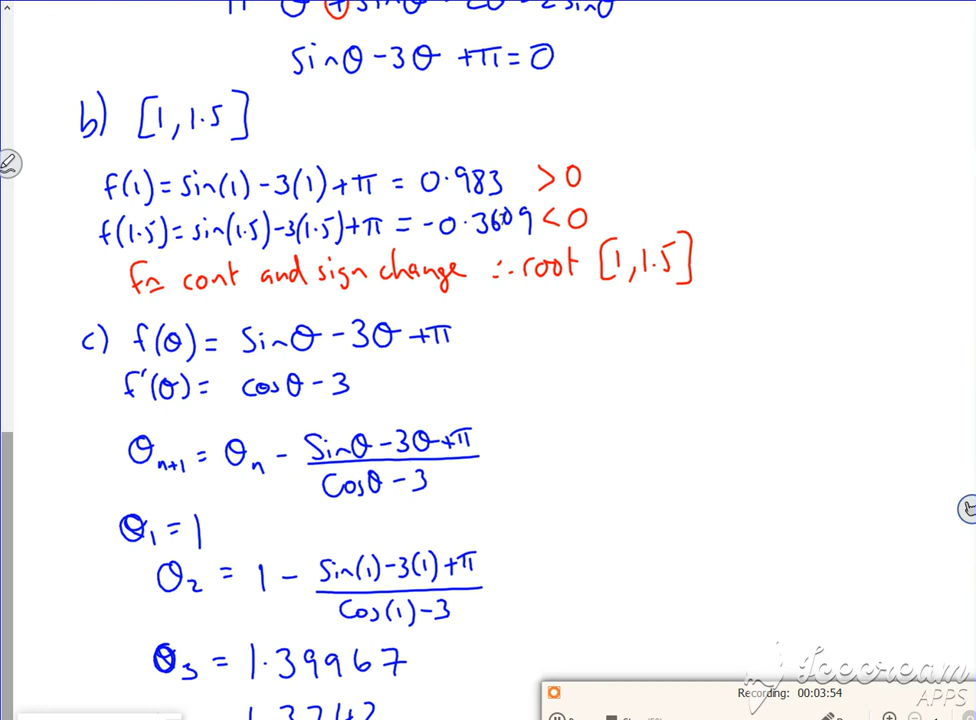 sinθ - 3θ + π = 0
b) [1, 1.5]
f(1) = sin(1) - 3(1) + π = 0.983 > 0
f(1.5) = sin(1.5) - 3(1.5) + π = -0.3609 < 0
fn cont and sign change ∴ root [1, 1.5]
c) f(θ) = sinθ - 3θ + π
f'(θ) = cosθ - 3
θn+1 = θn - (sinθ - 3θ + π) / (cosθ - 3)
θ1 = 1
θ2 = 1 - (sin(1) - 3(1) + π) / (cos(1) - 3)
θ3 = 1.39967
Icecream
APPS
Recording: 00:03:54